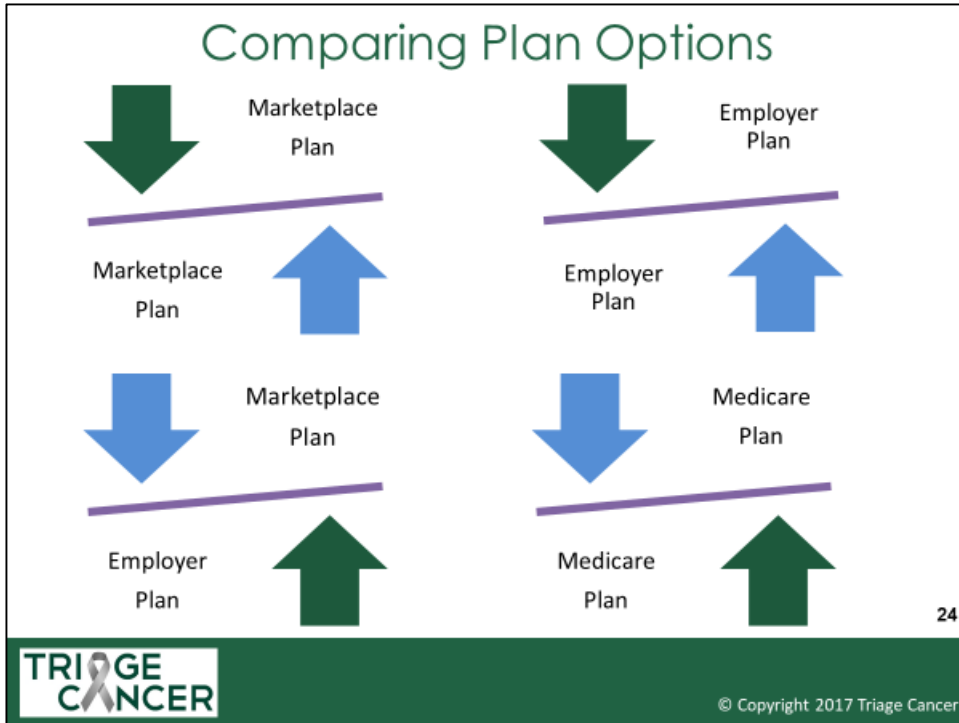 Comparing Plan Options
Marketplace
Plan
Marketplace
Plan
Employer
Plan
Employer
Plan
Marketplace
Plan
Employer
Plan
Medicare
Plan
Medicare
Plan
24
TRIAGE
CANCER
© Copyright 2017 Triage Cancer